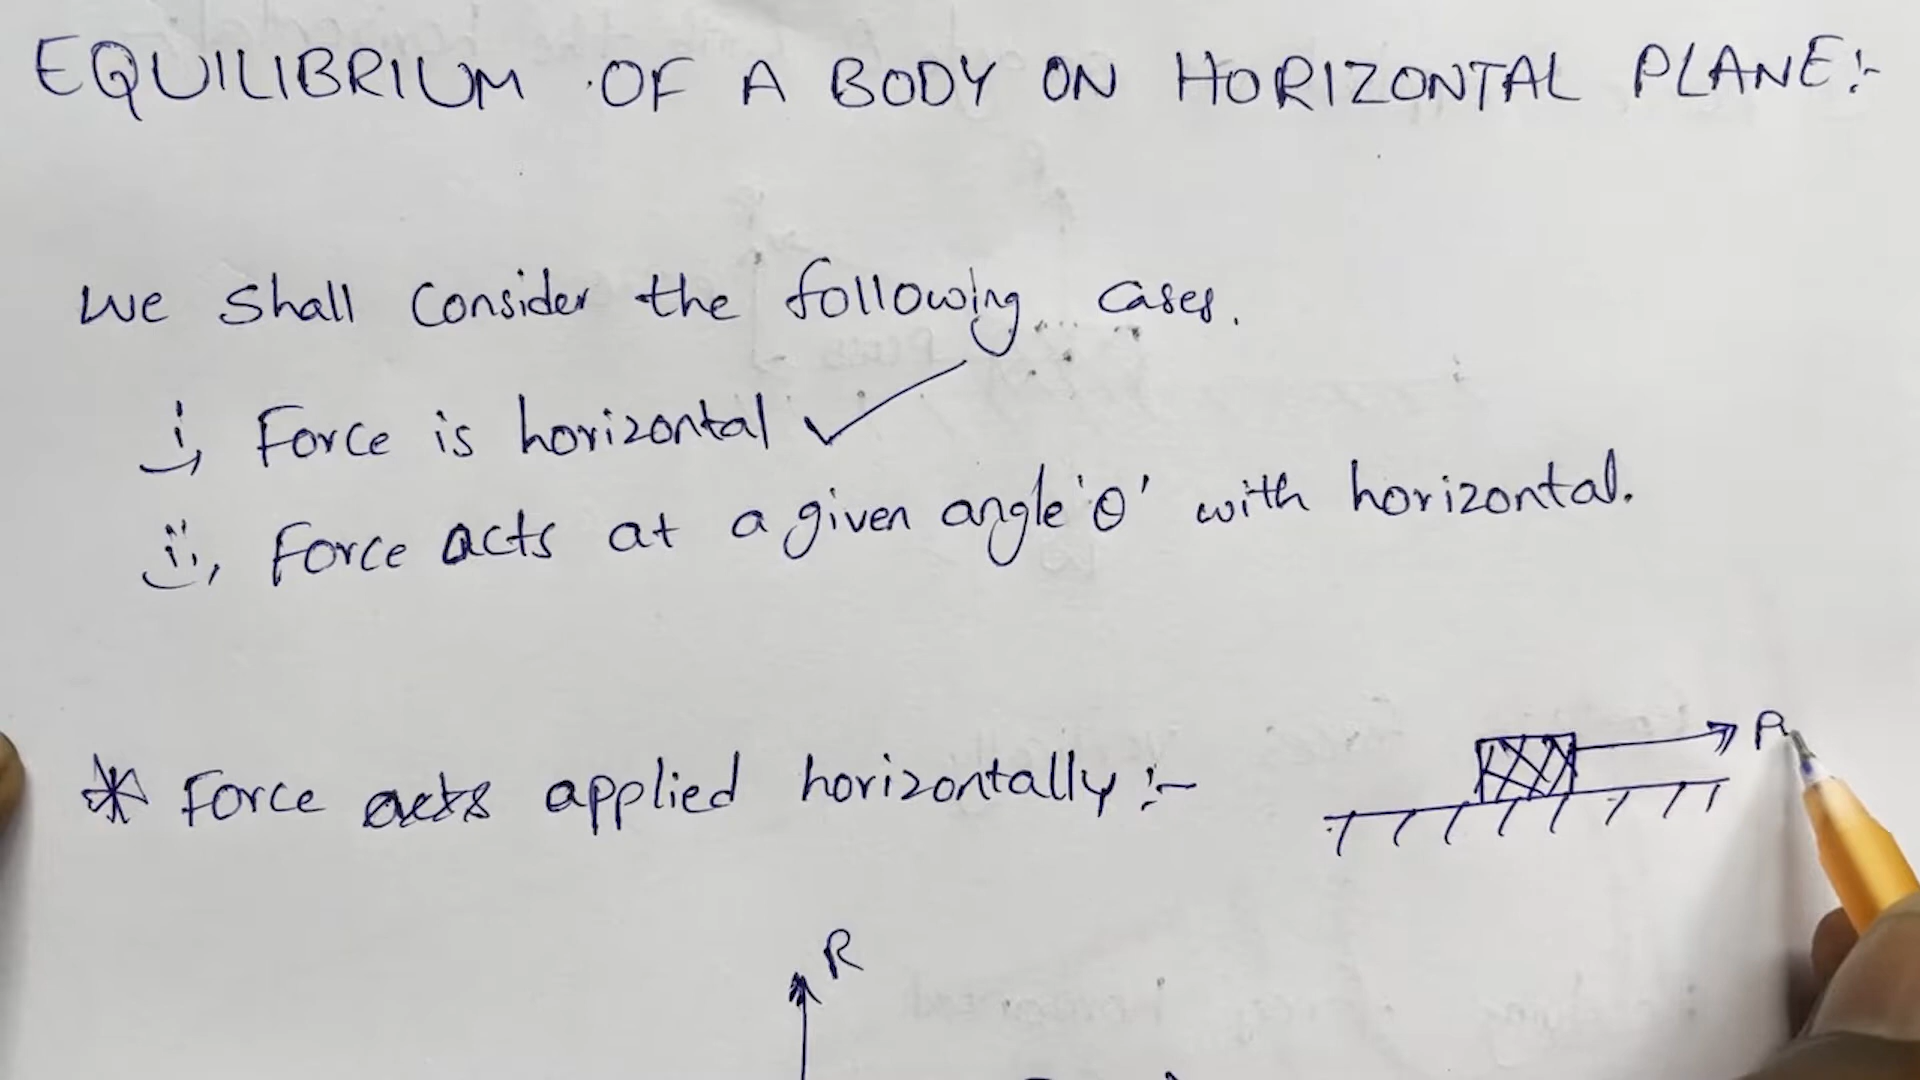 EQUILIBRIUM OF A BODY ON HORIZONTAL PLANE:-
We shall consider the following cases.
i, Force is horizontal ✓
ii, Force acts at a given angle 'θ' with horizontal.
* Force acts applied horizontally :-
P
R